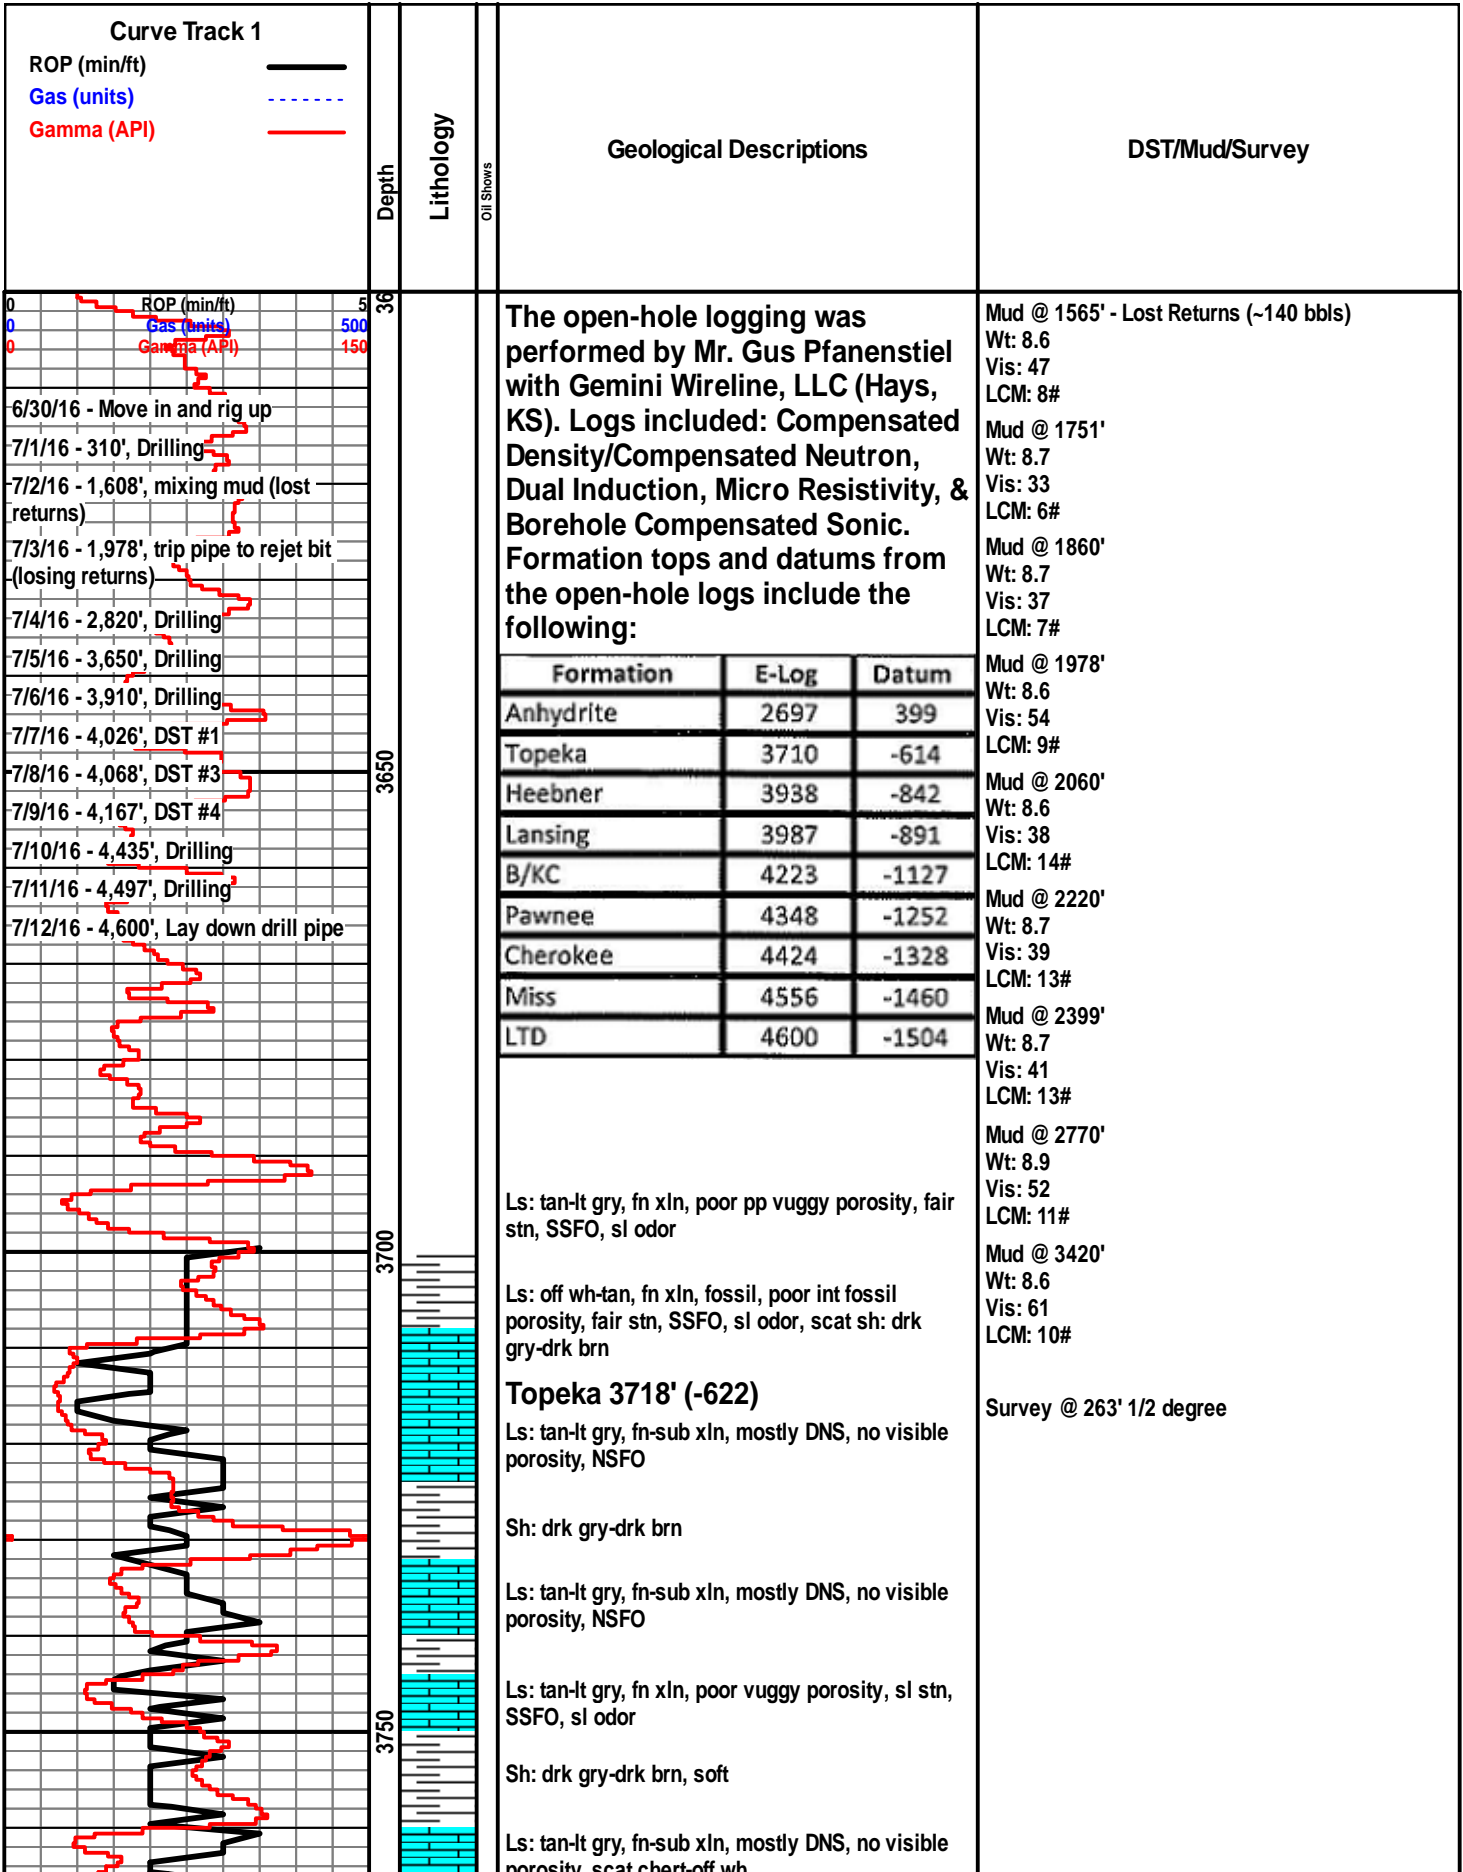 Curve Track 1
ROP (min/ft)
Gas (units)
Gamma (API)
Depth
Lithology
Oil Shows
Geological Descriptions
DST/Mud/Survey
0 ROP (min/ft) 5
0 Gas (units) 500
0 Gamma (API) 150
6/30/16 - Move in and rig up
7/1/16 - 310', Drilling
7/2/16 - 1,608', mixing mud (lost
returns)
7/3/16 - 1,978', trip pipe to rejet bit
(losing returns)
7/4/16 - 2,820', Drilling
7/5/16 - 3,650', Drilling
7/6/16 - 3,910', Drilling
7/7/16 - 4,026', DST #1
7/8/16 - 4,068', DST #3
7/9/16 - 4,167', DST #4
7/10/16 - 4,435', Drilling
7/11/16 - 4,497', Drilling
7/12/16 - 4,600', Lay down drill pipe
36
3650
3700
3750
The open-hole logging was
performed by Mr. Gus Pfanenstiel
with Gemini Wireline, LLC (Hays,
KS). Logs included: Compensated
Density/Compensated Neutron,
Dual Induction, Micro Resistivity, &
Borehole Compensated Sonic.
Formation tops and datums from
the open-hole logs include the
following:
Formation E-Log Datum
Anhydrite 2697 399
Topeka 3710 -614
Heebner 3938 -842
Lansing 3987 -891
B/KC 4223 -1127
Pawnee 4348 -1252
Cherokee 4424 -1328
Miss 4556 -1460
LTD 4600 -1504
Ls: tan-lt gry, fn xln, poor pp vuggy porosity, fair
stn, SSFO, sl odor
Ls: off wh-tan, fn xln, fossil, poor int fossil
porosity, fair stn, SSFO, sl odor, scat sh: drk
gry-drk brn
Topeka 3718' (-622)
Ls: tan-lt gry, fn-sub xln, mostly DNS, no visible
porosity, NSFO
Sh: drk gry-drk brn
Ls: tan-lt gry, fn-sub xln, mostly DNS, no visible
porosity, NSFO
Ls: tan-lt gry, fn xln, poor vuggy porosity, sl stn,
SSFO, sl odor
Sh: drk gry-drk brn, soft
Ls: tan-lt gry, fn-sub xln, mostly DNS, no visible
porosity, scat chert-off wh
Mud @ 1565' - Lost Returns (~140 bbls)
Wt: 8.6
Vis: 47
LCM: 8#
Mud @ 1751'
Wt: 8.7
Vis: 33
LCM: 6#
Mud @ 1860'
Wt: 8.7
Vis: 37
LCM: 7#
Mud @ 1978'
Wt: 8.6
Vis: 54
LCM: 9#
Mud @ 2060'
Wt: 8.6
Vis: 38
LCM: 14#
Mud @ 2220'
Wt: 8.7
Vis: 39
LCM: 13#
Mud @ 2399'
Wt: 8.7
Vis: 41
LCM: 13#
Mud @ 2770'
Wt: 8.9
Vis: 52
LCM: 11#
Mud @ 3420'
Wt: 8.6
Vis: 61
LCM: 10#
Survey @ 263' 1/2 degree